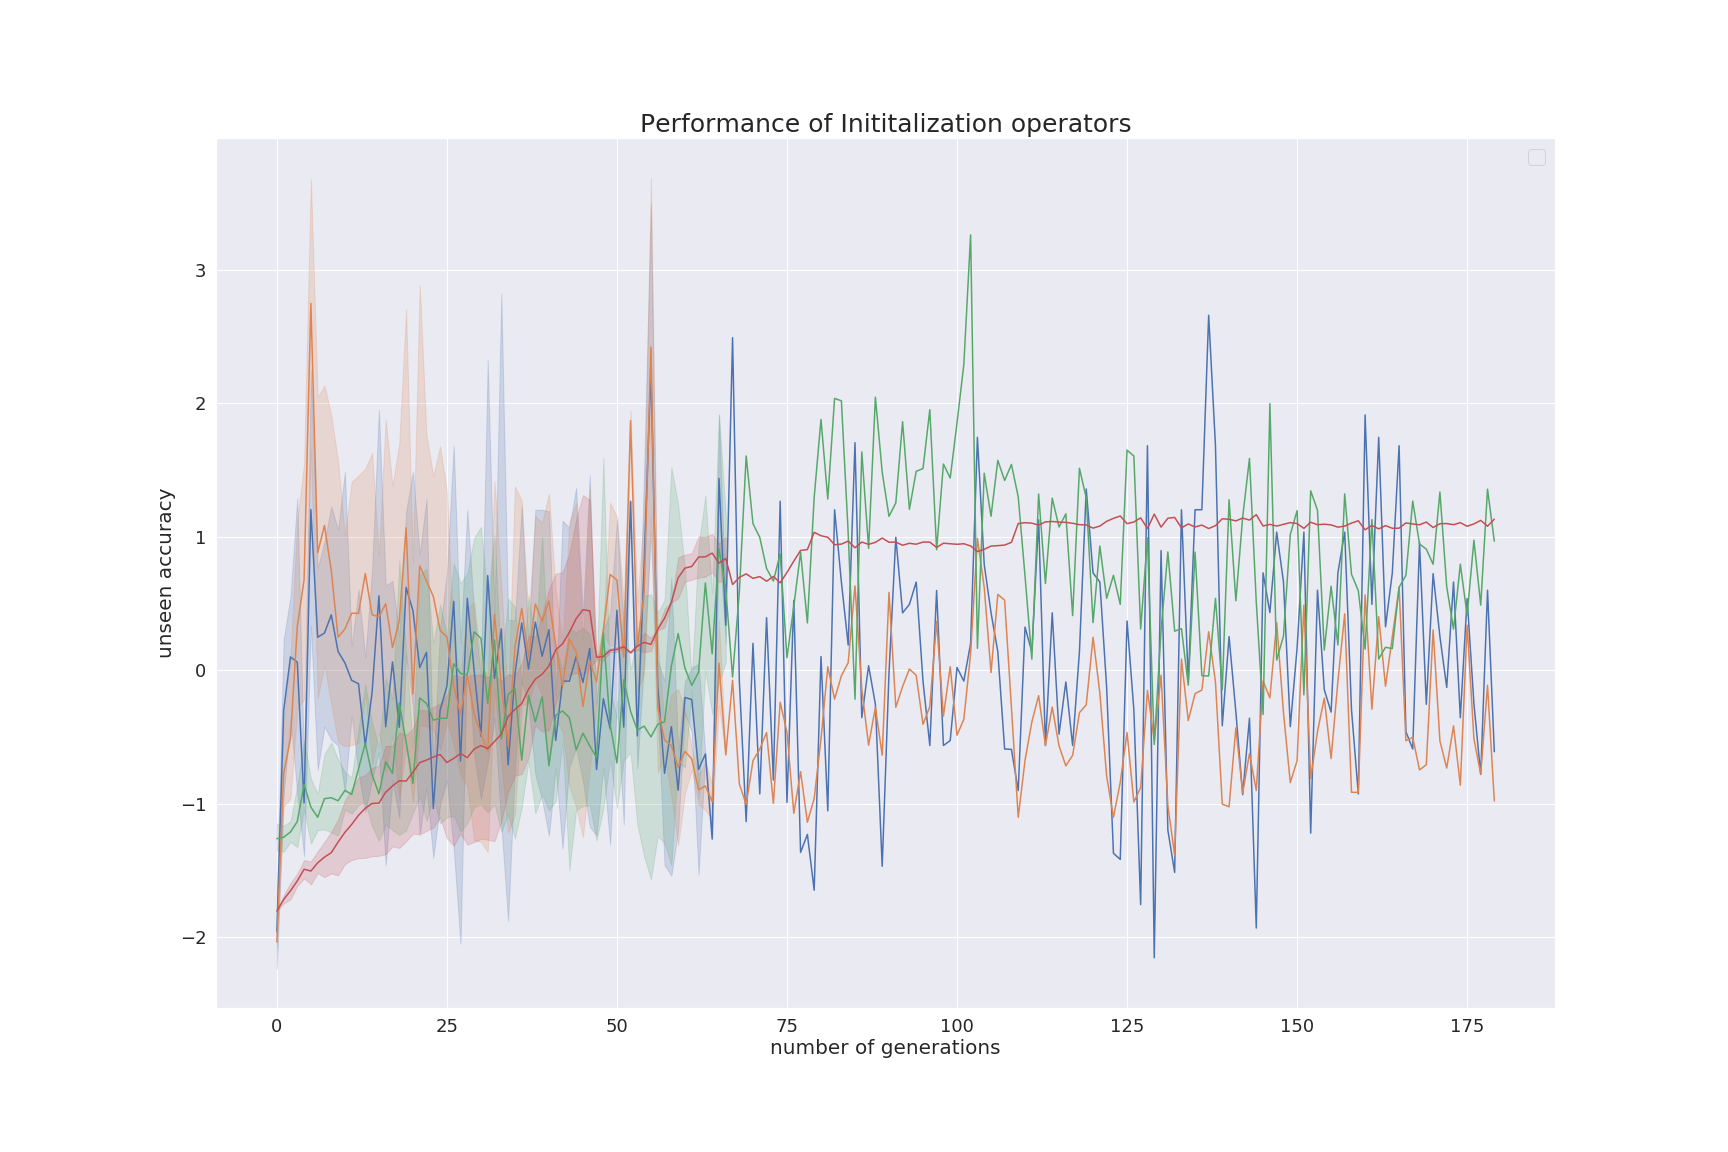 Performance of Inititalization operators
unseen accuracy
3
2
1
0
−1
−2
0 25 50 75 100 125 150 175
number of generations